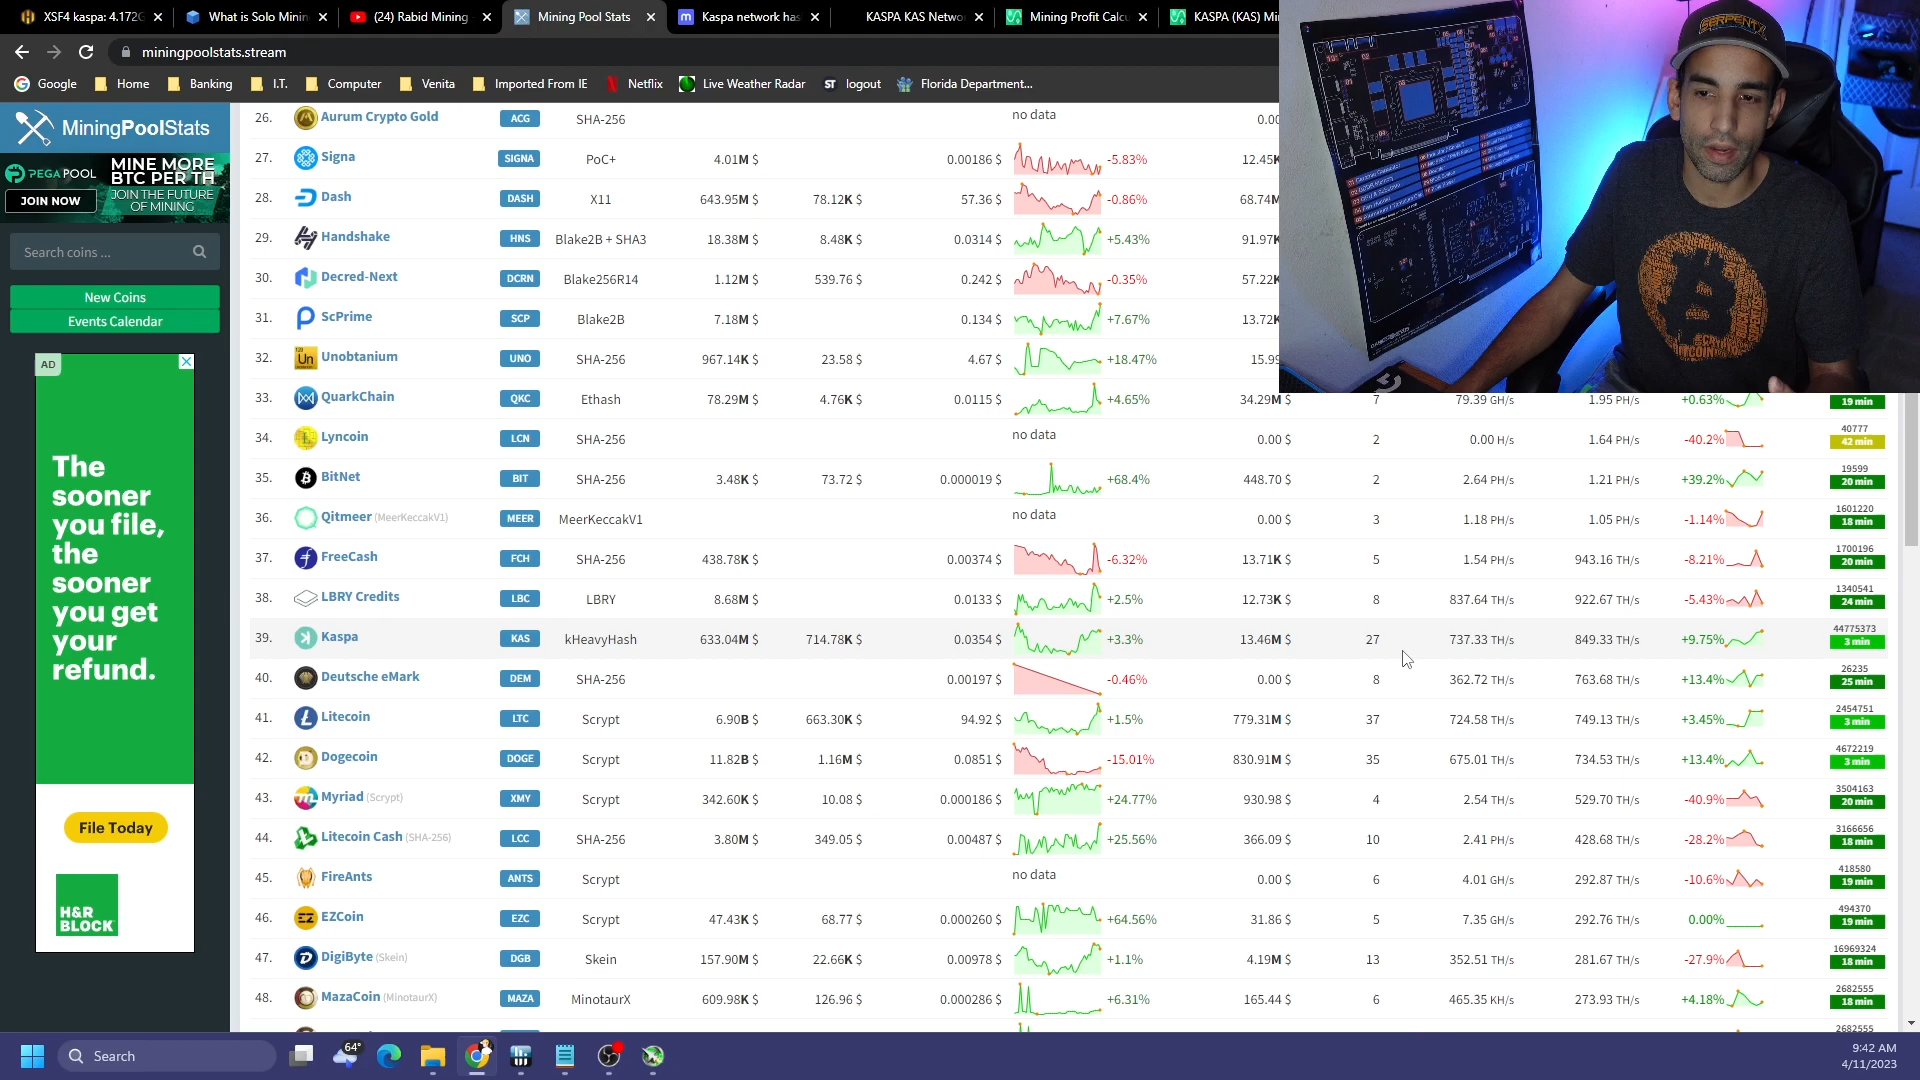 XSF4 kaspa: 4.172G
What is Solo Minin
(24) Rabid Mining -
Mining Pool Stats
Kaspa network has
KASPA KAS Netwo
Mining Profit Calcu
KASPA (KAS) Mi
miningpoolstats.stream
Google
Home
Banking
I.T.
Computer
Venita
Imported From IE
Netflix
Live Weather Radar
ST logout
Florida Department...
MiningPoolStats
PEGA POOL
MINE MORE
BTC PER TH
JOIN NOW
JOIN THE FUTURE
OF MINING
Search coins ...
New Coins
Events Calendar
AD
The
sooner
you file,
the
sooner
you get
your
refund.
File Today
H&R
BLOCK
26. Aurum Crypto Gold ACG SHA-256 no data 0.00
27. Signa SIGNA PoC+ 4.01M $ 0.00186 $ -5.83% 12.45K
28. Dash DASH X11 643.95M $ 78.12K $ 57.36 $ -0.86% 68.74M
29. Handshake HNS Blake2B + SHA3 18.38M $ 8.48K $ 0.0314 $ +5.43% 91.97K
30. Decred-Next DCRN Blake256R14 1.12M $ 539.76 $ 0.242 $ -0.35% 57.22K
31. ScPrime SCP Blake2B 7.18M $ 0.134 $ +7.67% 13.72K
32. Unobtanium UNO SHA-256 967.14K $ 23.58 $ 4.67 $ +18.47% 15.99
33. QuarkChain QKC Ethash 78.29M $ 4.76K $ 0.0115 $ +4.65% 34.29M $ 7 79.39 GH/s 1.95 PH/s +0.63% 19 min
34. Lyncoin LCN SHA-256 no data 0.00 $ 2 0.00 H/s 1.64 PH/s -40.2% 40777 42 min
35. BitNet BIT SHA-256 3.48K $ 73.72 $ 0.000019 $ +68.4% 448.70 $ 2 2.64 PH/s 1.21 PH/s +39.2% 19599 20 min
36. Qitmeer (MeerKeccakV1) MEER MeerKeccakV1 no data 0.00 $ 3 1.18 PH/s 1.05 PH/s -1.14% 1601220 18 min
37. FreeCash FCH SHA-256 438.78K $ 0.00374 $ -6.32% 13.71K $ 5 1.54 PH/s 943.16 TH/s -8.21% 1700196 20 min
38. LBRY Credits LBC LBRY 8.68M $ 0.0133 $ +2.5% 12.73K $ 8 837.64 TH/s 922.67 TH/s -5.43% 1340541 24 min
39. Kaspa KAS kHeavyHash 633.04M $ 714.78K $ 0.0354 $ +3.3% 13.46M $ 27 737.33 TH/s 849.33 TH/s +9.75% 44775373 3 min
40. Deutsche eMark DEM SHA-256 0.00197 $ -0.46% 0.00 $ 8 362.72 TH/s 763.68 TH/s +13.4% 26235 25 min
41. Litecoin LTC Scrypt 6.90B $ 663.30K $ 94.92 $ +1.5% 779.31M $ 37 724.58 TH/s 749.13 TH/s +3.45% 2454751 3 min
42. Dogecoin DOGE Scrypt 11.82B $ 1.16M $ 0.0851 $ -15.01% 830.91M $ 35 675.01 TH/s 734.53 TH/s +13.4% 4672219 3 min
43. Myriad (Scrypt) XMY Scrypt 342.60K $ 10.08 $ 0.000186 $ +24.77% 930.98 $ 4 2.54 TH/s 529.70 TH/s -40.9% 3504163 20 min
44. Litecoin Cash (SHA-256) LCC SHA-256 3.80M $ 349.05 $ 0.00487 $ +25.56% 366.09 $ 10 2.41 PH/s 428.68 TH/s -28.2% 3166656 18 min
45. FireAnts ANTS Scrypt no data 0.00 $ 6 4.01 GH/s 292.87 TH/s -10.6% 418580 19 min
46. EZCoin EZC Scrypt 47.43K $ 68.77 $ 0.000260 $ +64.56% 31.86 $ 5 7.35 GH/s 292.76 TH/s 0.00% 494370 19 min
47. DigiByte (Skein) DGB Skein 157.90M $ 22.66K $ 0.00978 $ +1.1% 4.19M $ 13 352.51 TH/s 281.67 TH/s -27.9% 16969324 18 min
48. MazaCoin (MinotaurX) MAZA MinotaurX 609.98K $ 126.96 $ 0.000286 $ +6.31% 165.44 $ 6 465.35 KH/s 273.93 TH/s +4.18% 2682555 18 min
2682555
Search
64°
9:42 AM
4/11/2023